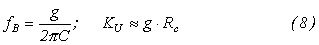 f_B = g / 2πC ;   K_U ≈ g · R_c   (8)